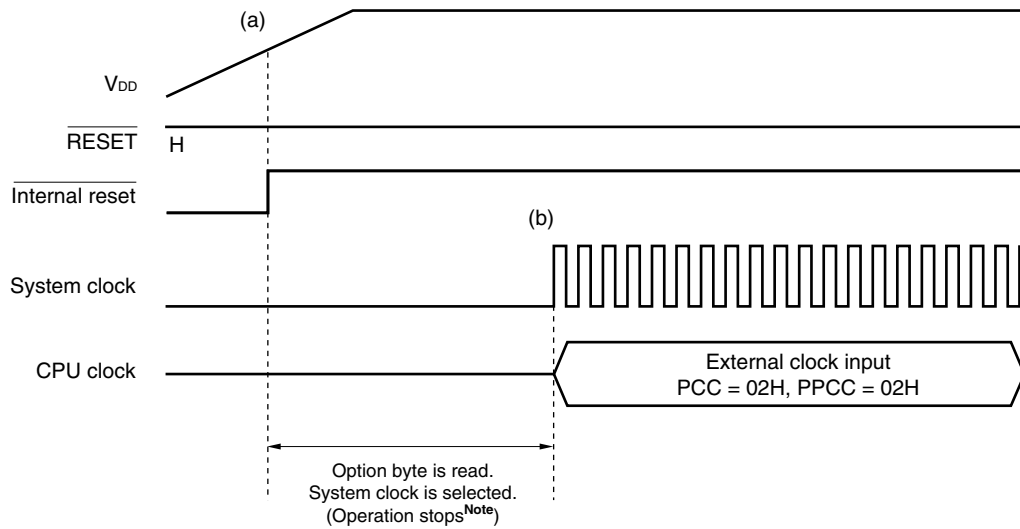 (a)
VDD
RESET
H
Internal reset
(b)
System clock
CPU clock
External clock input
PCC = 02H, PPCC = 02H
Option byte is read.
System clock is selected.
(Operation stopsNote)